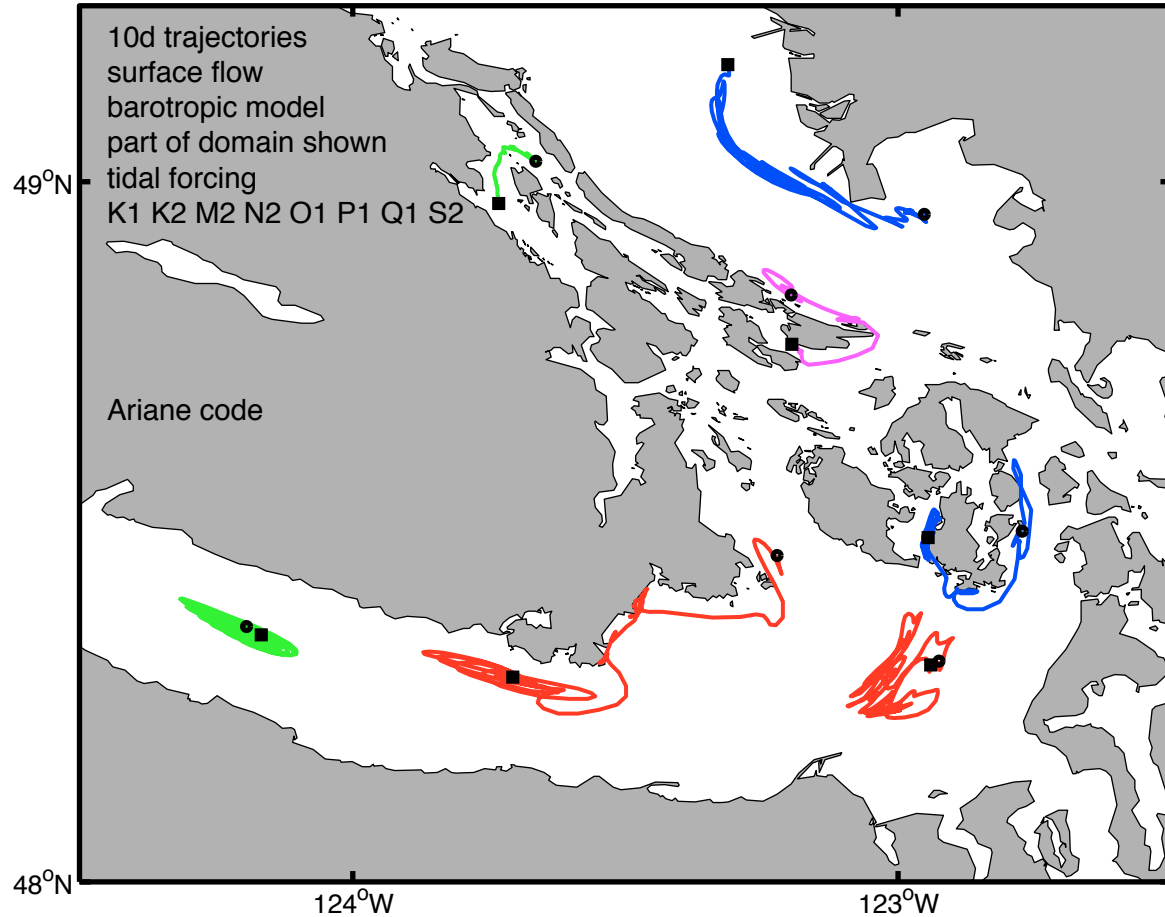 10d trajectories
surface flow
barotropic model
part of domain shown
tidal forcing
K1 K2 M2 N2 O1 P1 Q1 S2
49°N
Ariane code
48°N
124°W
123°W